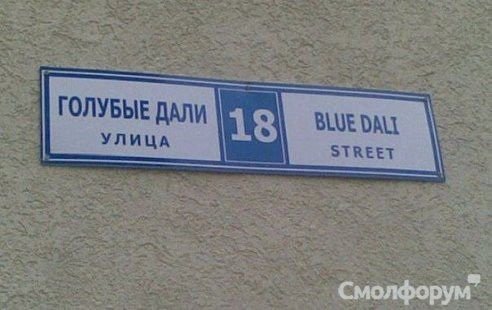 ГОЛУБЫЕ ДАЛИ
УЛИЦА
18
BLUE DALI
STREET
Смолфорум